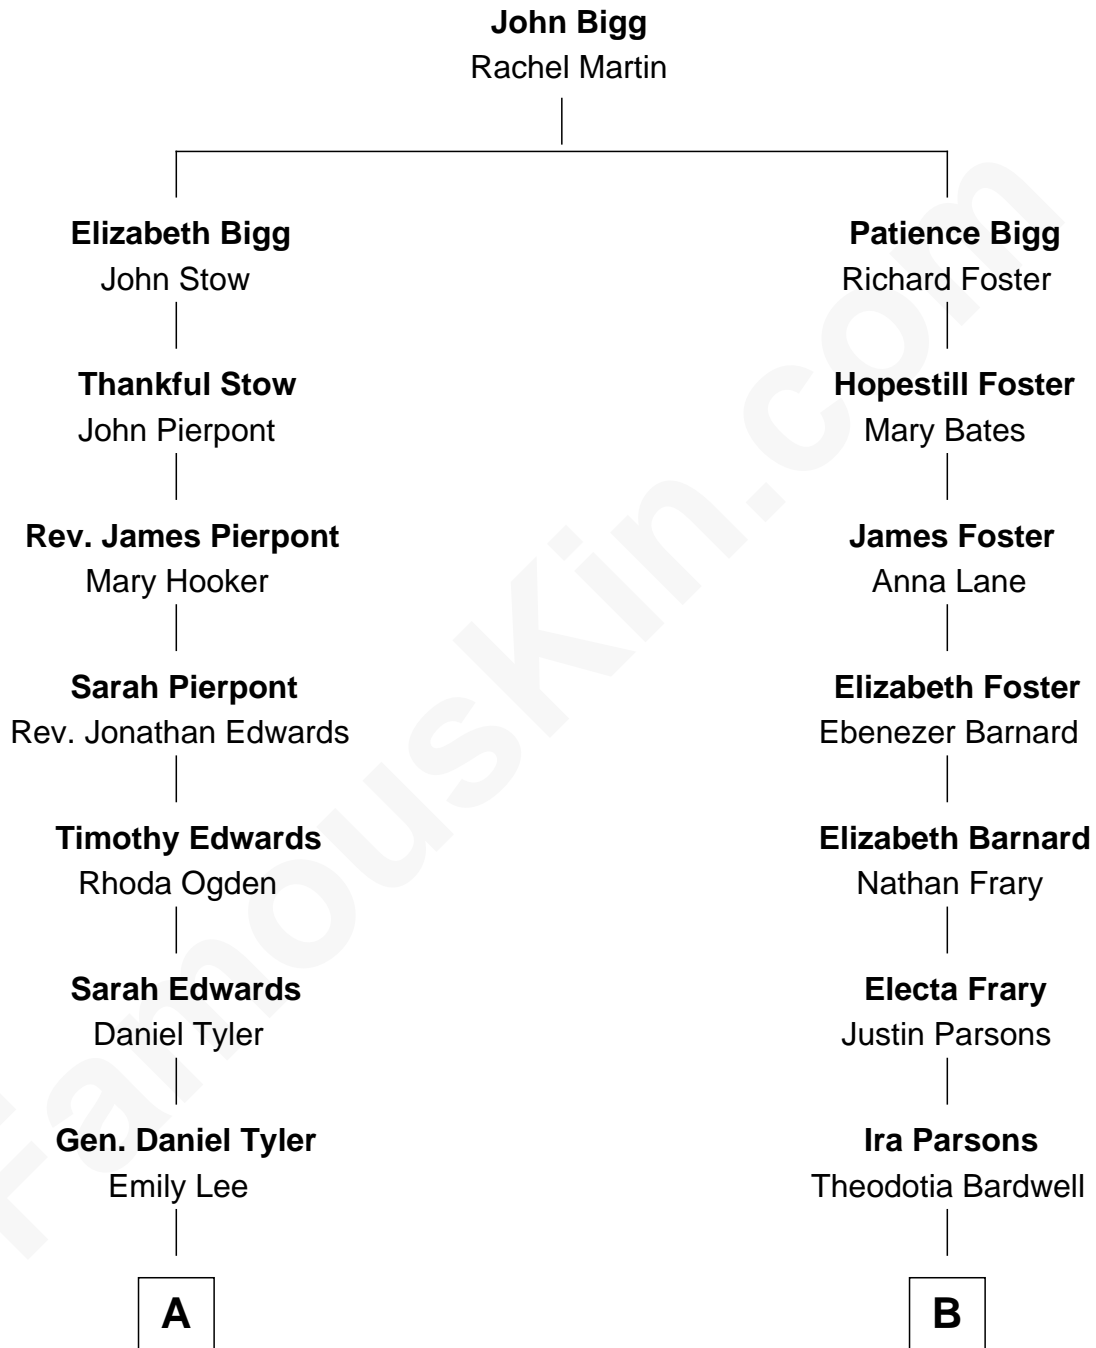 John Bigg
Rachel Martin
Elizabeth Bigg
John Stow
Patience Bigg
Richard Foster
Thankful Stow
John Pierpont
Hopestill Foster
Mary Bates
Rev. James Pierpont
Mary Hooker
James Foster
Anna Lane
Sarah Pierpont
Rev. Jonathan Edwards
Elizabeth Foster
Ebenezer Barnard
Timothy Edwards
Rhoda Ogden
Elizabeth Barnard
Nathan Frary
Sarah Edwards
Daniel Tyler
Electa Frary
Justin Parsons
Gen. Daniel Tyler
Emily Lee
Ira Parsons
Theodotia Bardwell
A
B
FamousKin.com